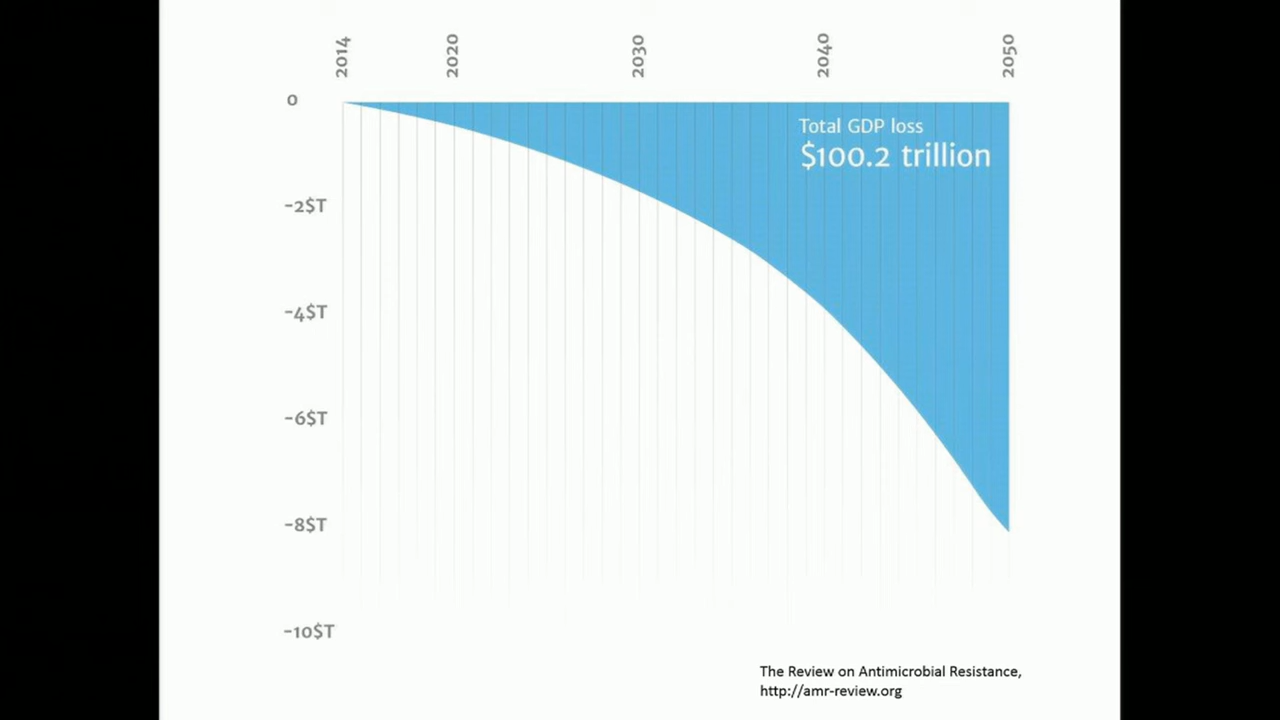 2014
2020
2030
2040
2050
0
Total GDP loss
$100.2 trillion
-2$T
-4$T
-6$T
-8$T
-10$T
The Review on Antimicrobial Resistance,
http://amr-review.org